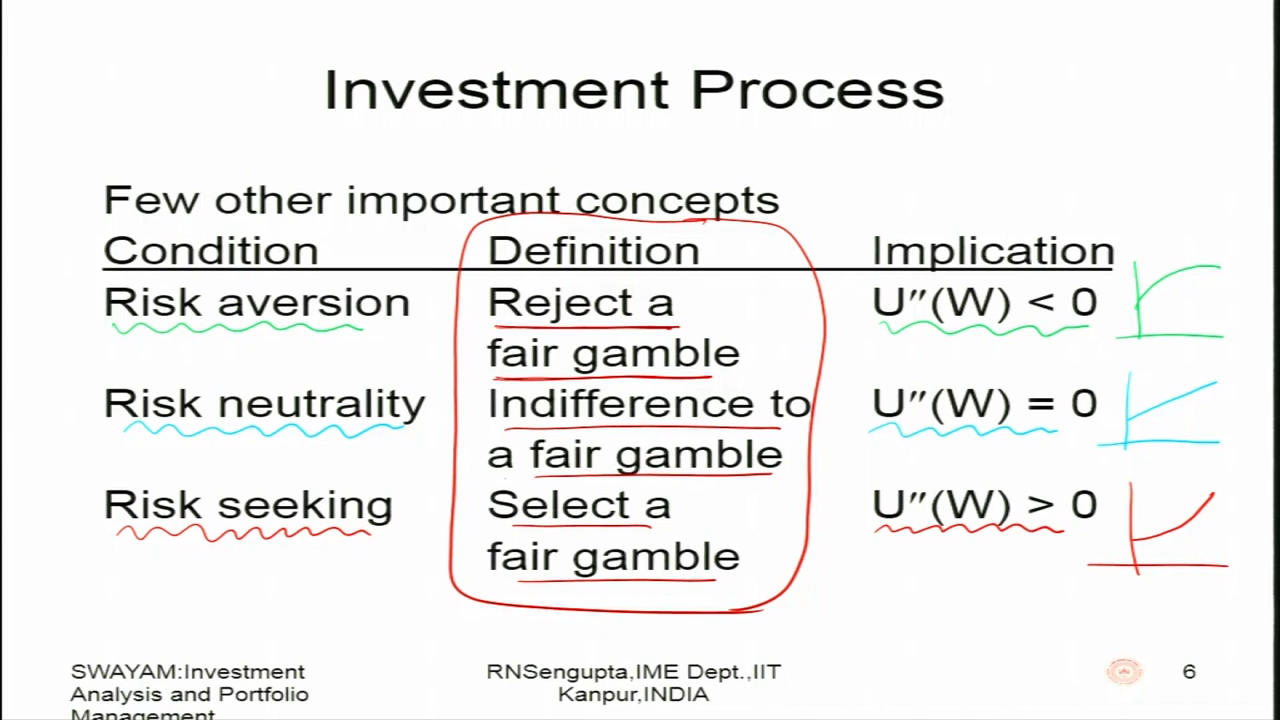 Investment Process
Few other important concepts
Condition Definition Implication
Risk aversion Reject a U″(W) < 0
fair gamble
Risk neutrality Indifference to U″(W) = 0
a fair gamble
Risk seeking Select a U″(W) > 0
fair gamble
SWAYAM:Investment
Analysis and Portfolio
Management
RNSengupta,IME Dept.,IIT
Kanpur,INDIA
6